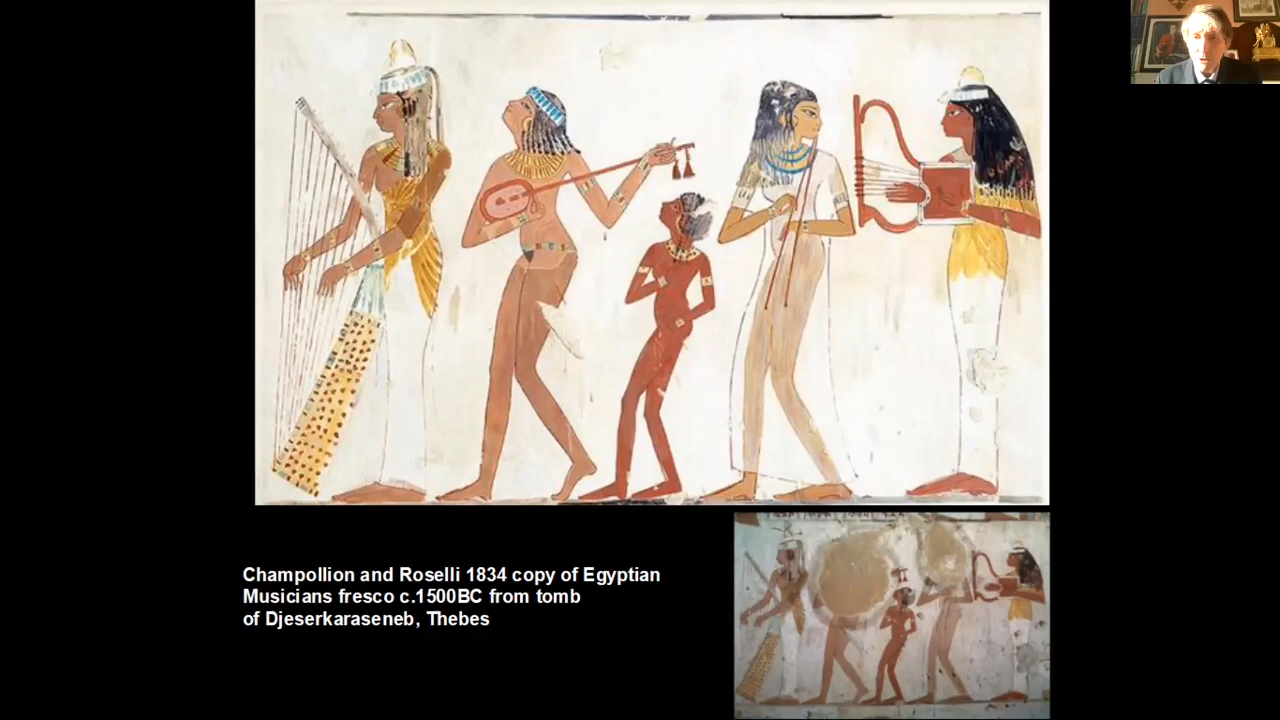 Champollion and Roselli 1834 copy of Egyptian
Musicians fresco c.1500BC from tomb
of Djeserkaraseneb, Thebes